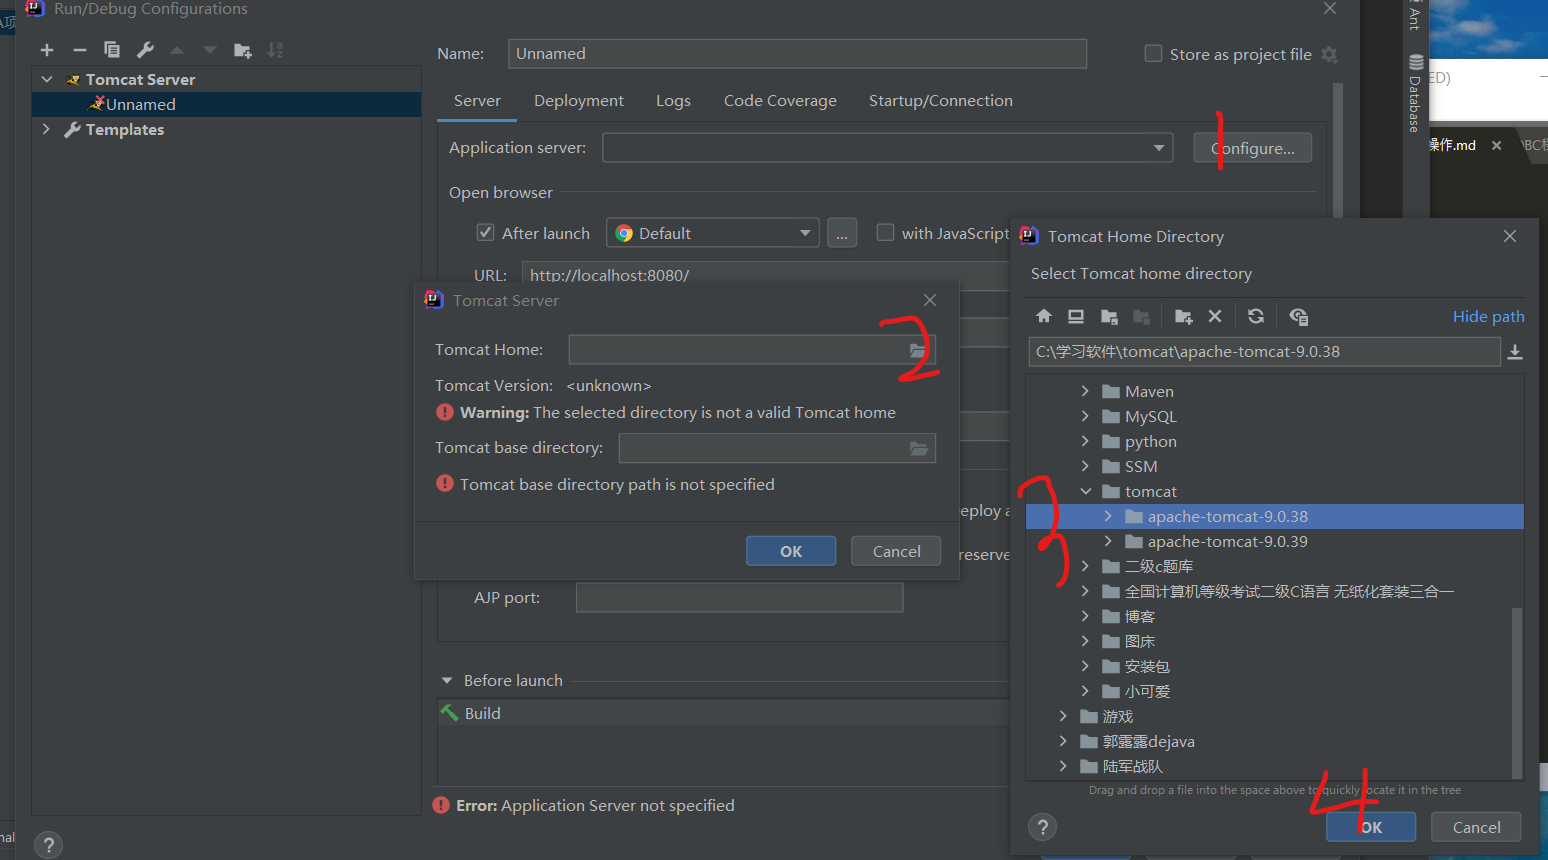 Run/Debug Configurations
Name: Unnamed Store as project file
Tomcat Server
Unnamed
Templates
Server Deployment Logs Code Coverage Startup/Connection
Application server: Configure...
1
Open browser
After launch Default ... with JavaScript
URL: http://localhost:8080/
Tomcat Server
Tomcat Home:
2
Tomcat Version: <unknown>
Warning: The selected directory is not a valid Tomcat home
Tomcat base directory:
Tomcat base directory path is not specified
OK Cancel
eploy a
reserve
AJP port:
Before launch
Build
Error: Application Server not specified
?
nal
Ant
Database
ED)
操作.md
Tomcat Home Directory
Select Tomcat home directory
Hide path
C:\学习软件\tomcat\apache-tomcat-9.0.38
Maven
MySQL
python
SSM
tomcat
apache-tomcat-9.0.38
apache-tomcat-9.0.39
3
二级c题库
全国计算机等级考试二级C语言 无纸化套装三合一
博客
图床
安装包
小可爱
游戏
郭露露dejava
陆军战队
Drag and drop a file into the space above to quickly locate it in the tree
4
? OK Cancel